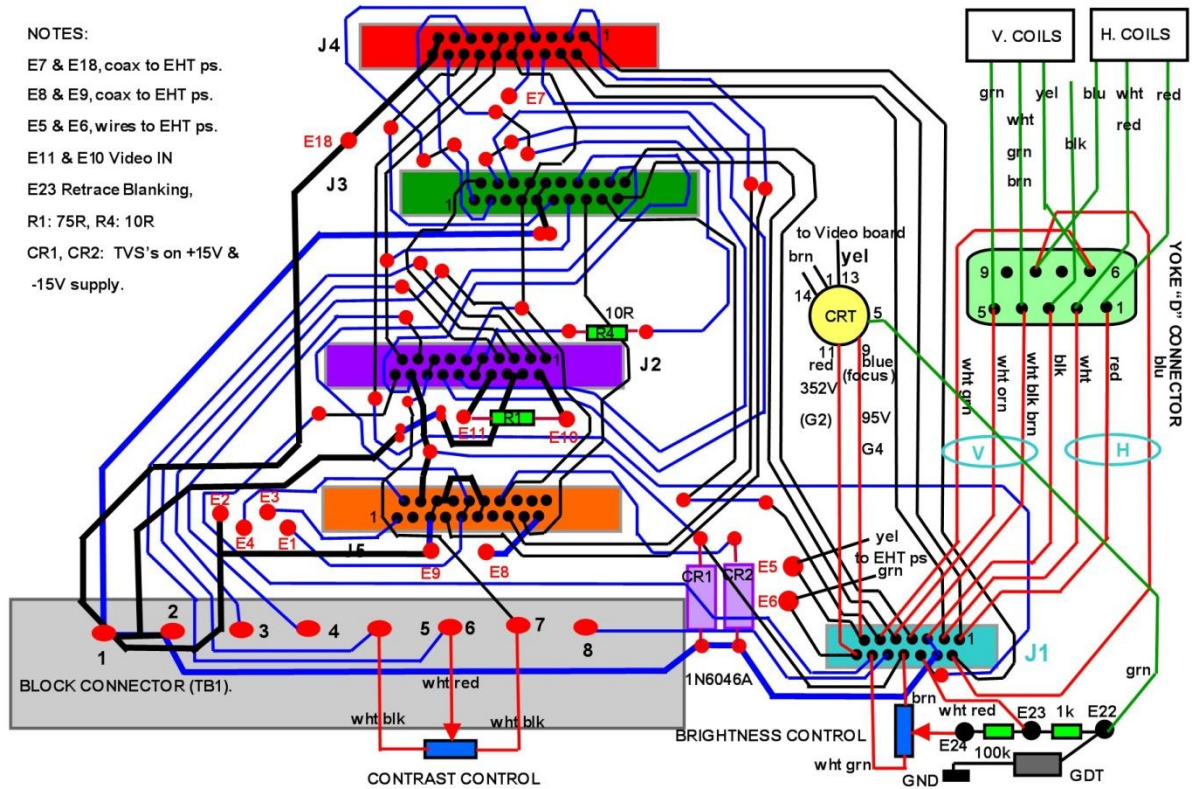 NOTES:
E7 & E18, coax to EHT ps.
E8 & E9, coax to EHT ps.
E5 & E6, wires to EHT ps.
E11 & E10 Video IN
E23 Retrace Blanking,
R1: 75R, R4: 10R
CR1, CR2: TVS's on +15V &
-15V supply.
J4
1
E7
E18
J3
1
V. COILS
H. COILS
grn
yel
blu
wht
red
wht
grn
brn
blk
red
YOKE "D" CONNECTOR
9
6
5
1
to Video board
brn
yel
1
13
14
CRT
5
11
9
red
blue
(focus)
352V
(G2)
95V
G4
10R
R4
J2
1
E11
R1
E10
wht grn
wht orn
wht blk brn
blk
wht
red
blu
V
H
E2
E3
E4
E1
1
J5
E9
E8
CR1
CR2
E5
E6
yel
to EHT ps
grn
1
J1
1
2
3
4
5
6
7
8
BLOCK CONNECTOR (TB1).
wht red
wht blk
wht blk
CONTRAST CONTROL
1N6046A
BRIGHTNESS CONTROL
brn
wht red
wht grn
E24
E23
E22
1k
100k
GND
GDT
grn